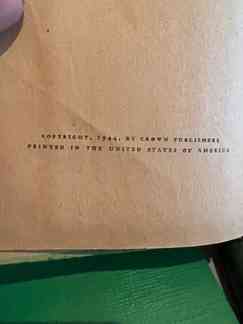 COPYRIGHT, 1944, BY CROWN PUBLISHERS
PRINTED IN THE UNITED STATES OF AMERICA